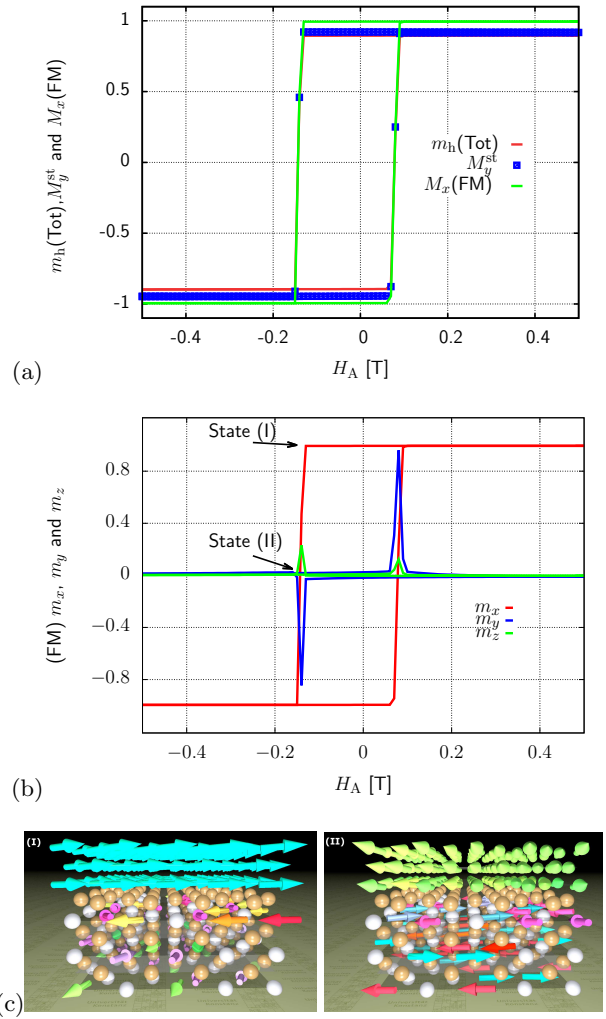 1
0.5
0
-0.5
-1
m_h(Tot),M_y^st and M_x(FM)
m_h(Tot)
M_y^st
M_x(FM)
-0.4 -0.2 0 0.2 0.4
H_A [T]
(a)
State (I)
State (II)
0.8
0.4
0
−0.4
−0.8
(FM) m_x, m_y and m_z
m_x
m_y
m_z
−0.4 −0.2 0 0.2 0.4
H_A [T]
(b)
(I)
(II)
(c)